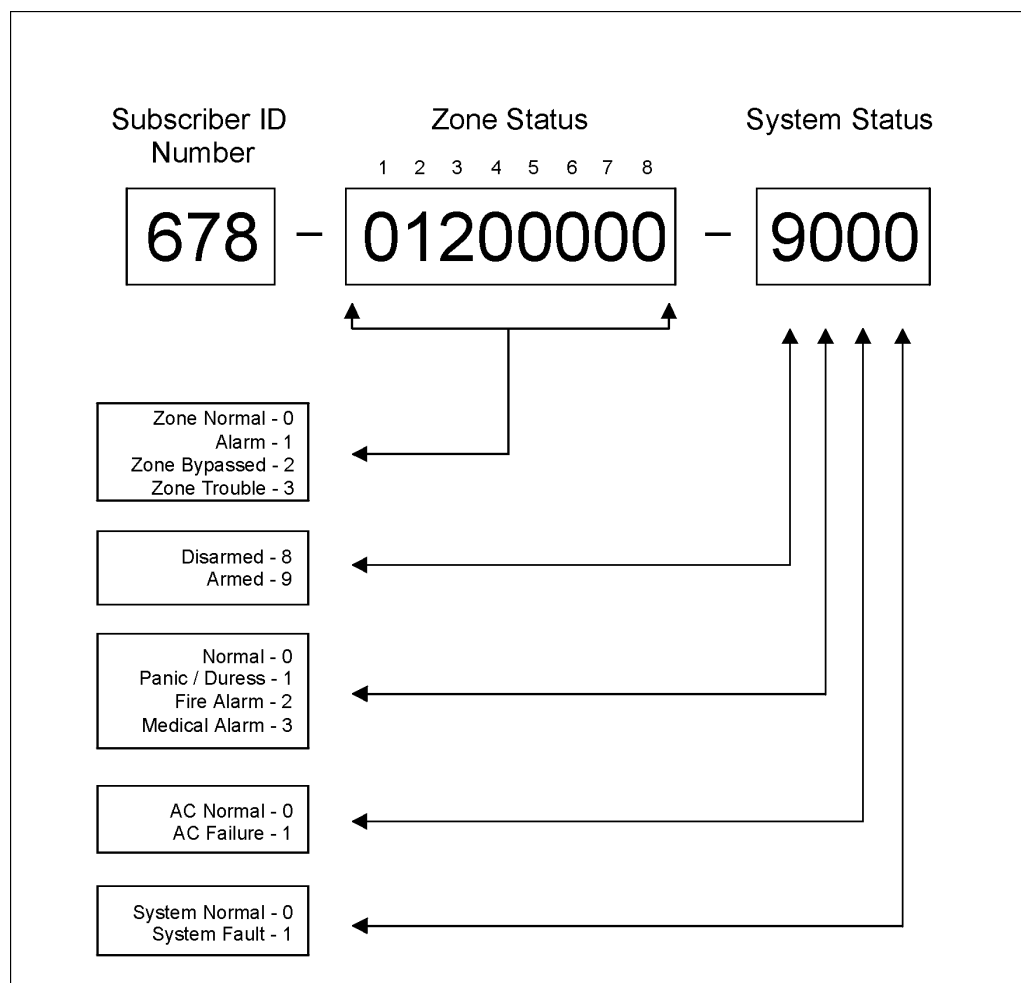 Subscriber ID
Number
Zone Status
System Status
1 2 3 4 5 6 7 8
678 – 01200000 – 9000
Zone Normal - 0
Alarm - 1
Zone Bypassed - 2
Zone Trouble - 3
Disarmed - 8
Armed - 9
Normal - 0
Panic / Duress - 1
Fire Alarm - 2
Medical Alarm - 3
AC Normal - 0
AC Failure - 1
System Normal - 0
System Fault - 1